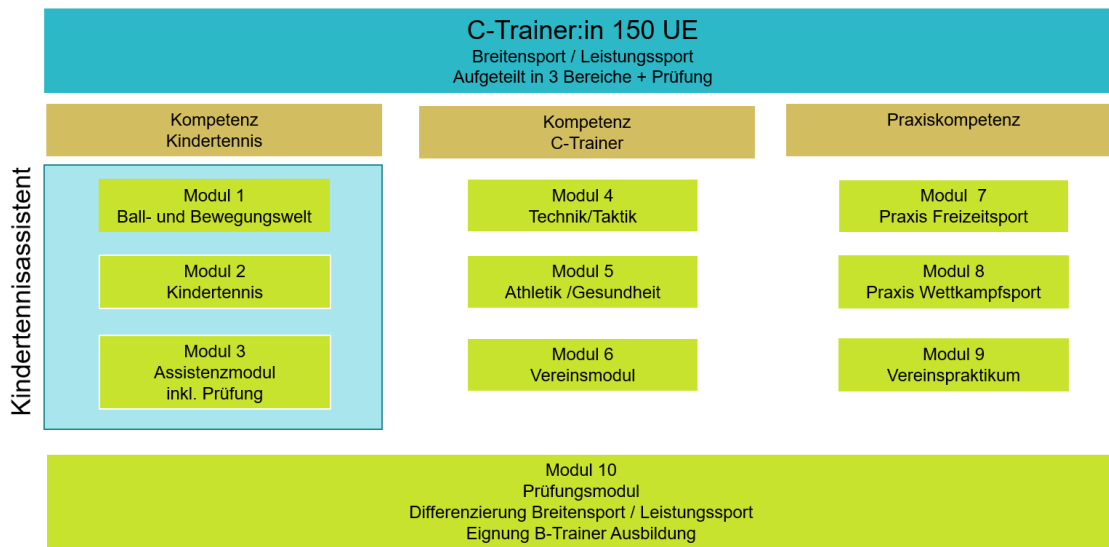 C-Trainer:in 150 UE
Breitensport / Leistungssport
Aufgeteilt in 3 Bereiche + Prüfung
Kompetenz
Kindertennis
Kompetenz
C-Trainer
Praxiskompetenz
Kindertennisassistent
Modul 1
Ball- und Bewegungswelt
Modul 2
Kindertennis
Modul 3
Assistenzmodul
inkl. Prüfung
Modul 4
Technik/Taktik
Modul 5
Athletik /Gesundheit
Modul 6
Vereinsmodul
Modul 7
Praxis Freizeitsport
Modul 8
Praxis Wettkampfsport
Modul 9
Vereinspraktikum
Modul 10
Prüfungsmodul
Differenzierung Breitensport / Leistungssport
Eignung B-Trainer Ausbildung